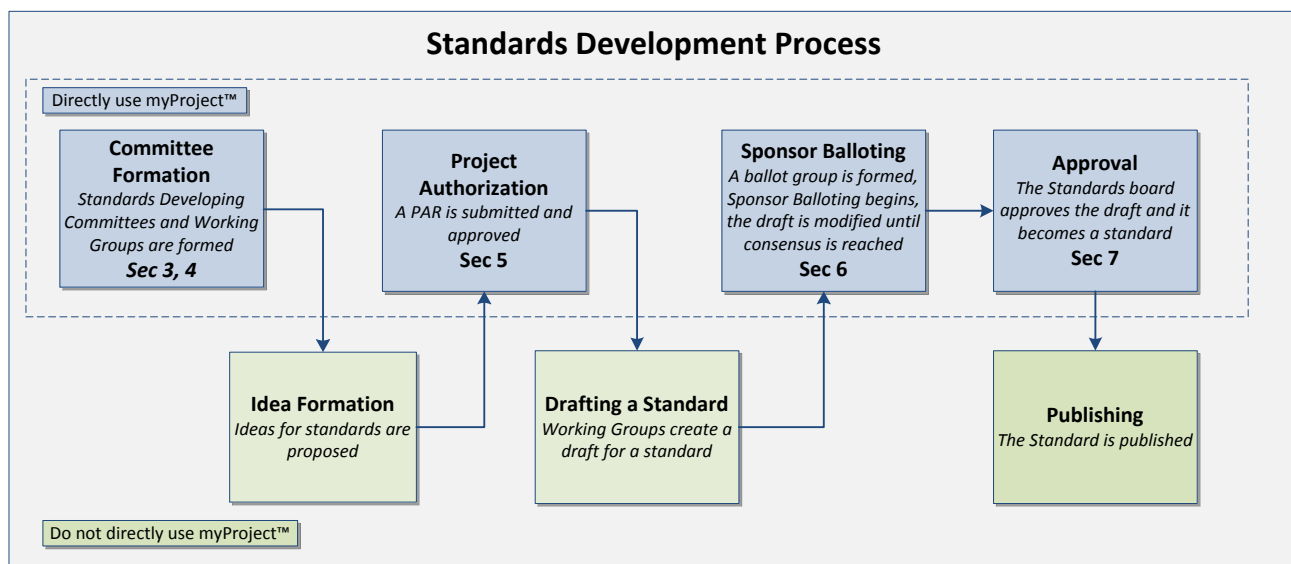 Standards Development Process
Directly use myProject™
Committee
Formation
Standards Developing
Committees and Working
Groups are formed
Sec 3, 4
Project
Authorization
A PAR is submitted and
approved
Sec 5
Sponsor Balloting
A ballot group is formed,
Sponsor Balloting begins,
the draft is modified until
consensus is reached
Sec 6
Approval
The Standards board
approves the draft and it
becomes a standard
Sec 7
Idea Formation
Ideas for standards are
proposed
Drafting a Standard
Working Groups create a
draft for a standard
Publishing
The Standard is published
Do not directly use myProject™